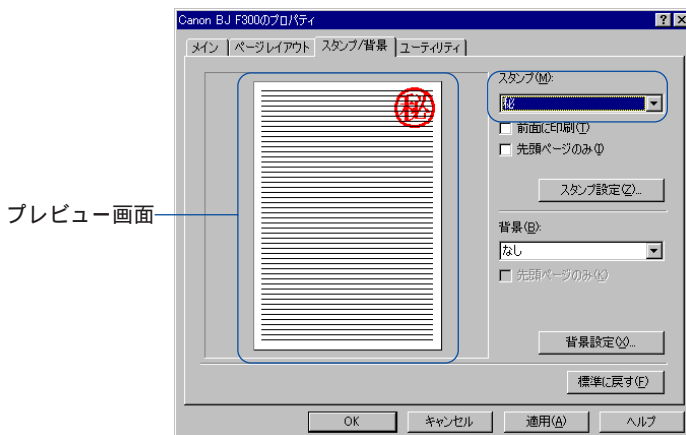 Canon BJ F300のプロパティ
メイン
ページレイアウト
スタンプ/背景
ユーティリティ
スタンプ(M):
秘
前面に印刷(T)
先頭ページのみ(I)
スタンプ設定(Z)...
背景(B):
なし
先頭ページのみ(K)
背景設定(X)...
標準に戻す(F)
OK
キャンセル
適用(A)
ヘルプ
秘
プレビュー画面